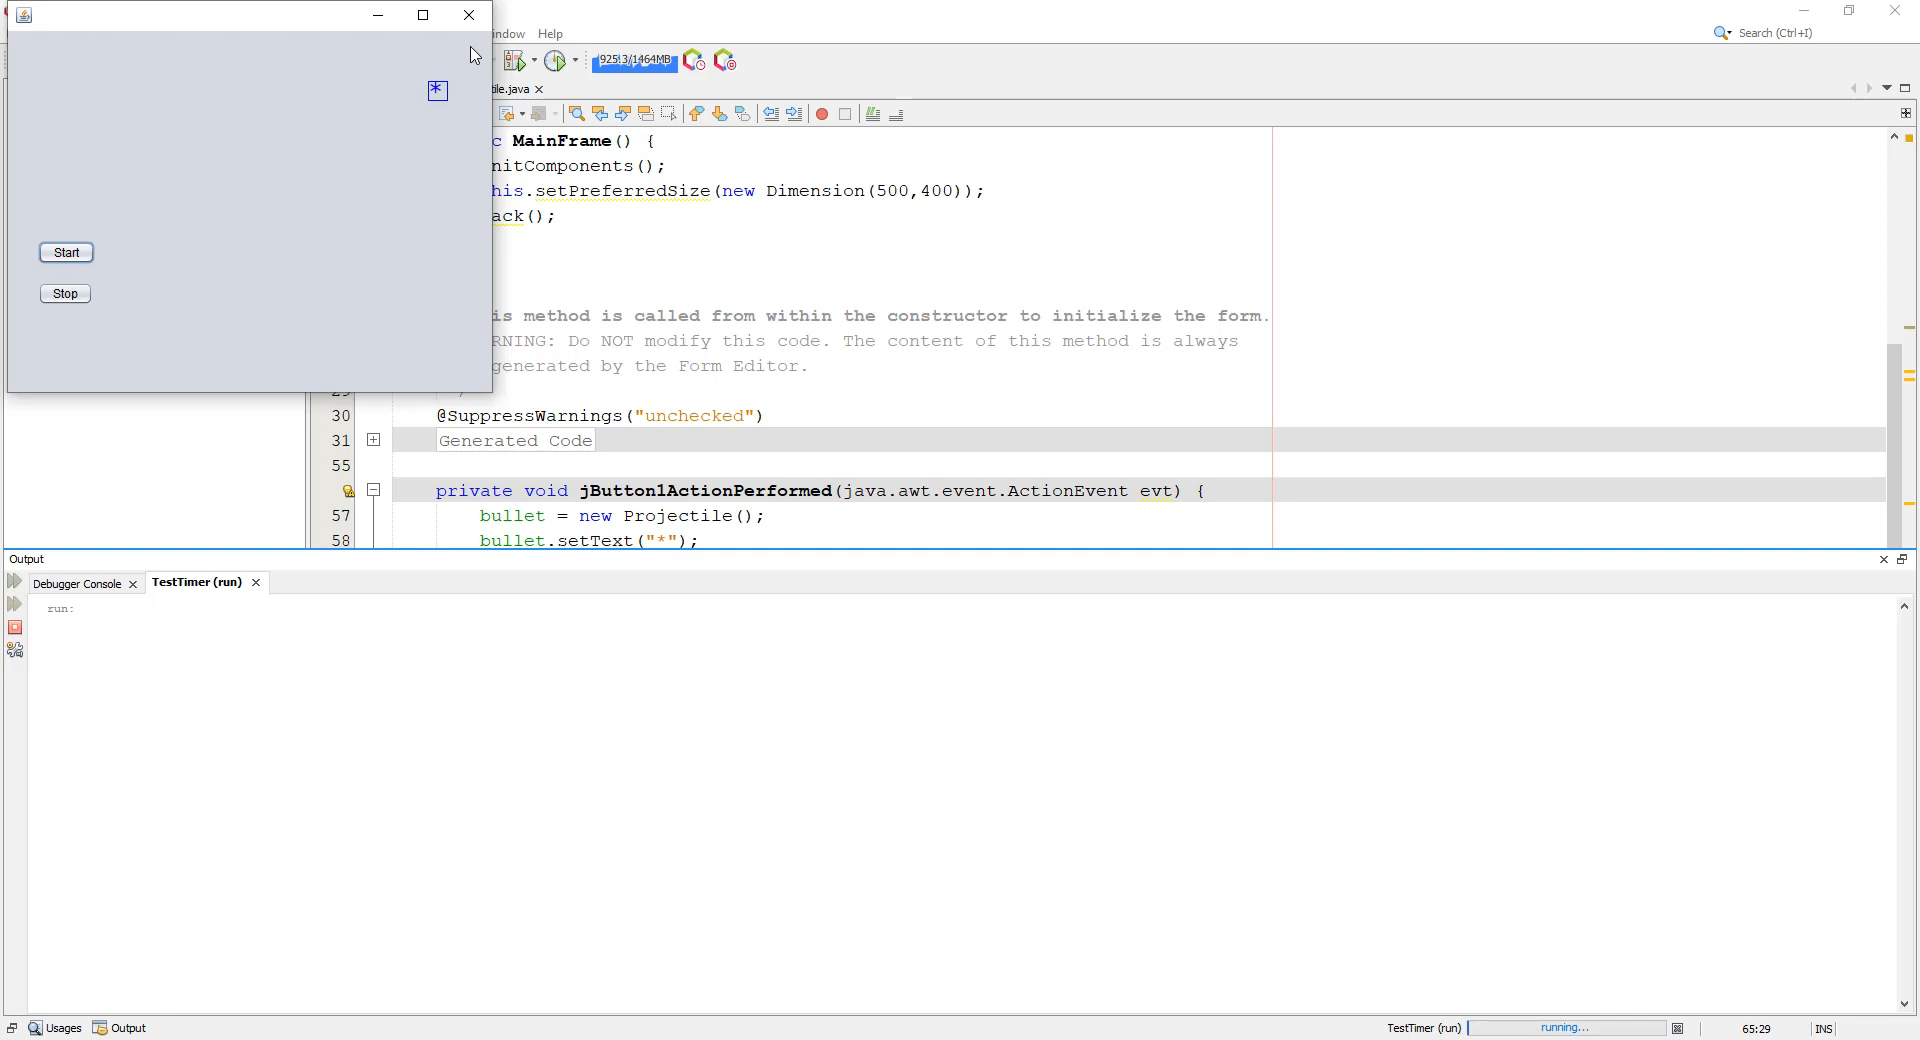 indow Help
Search (Ctrl+I)
925.3/1464MB
tile.java
*
c MainFrame() {
nitComponents();
his.setPreferredSize(new Dimension(500,400));
ack();
Start
Stop
is method is called from within the constructor to initialize the form.
RNING: Do NOT modify this code. The content of this method is always
generated by the Form Editor.
29 /
30 @SuppressWarnings("unchecked")
31 Generated Code
55
private void jButton1ActionPerformed(java.awt.event.ActionEvent evt) {
57 bullet = new Projectile();
58 bullet.setText("*");
Output
Debugger Console TestTimer (run)
run:
Usages Output TestTimer (run) running... 65:29 INS